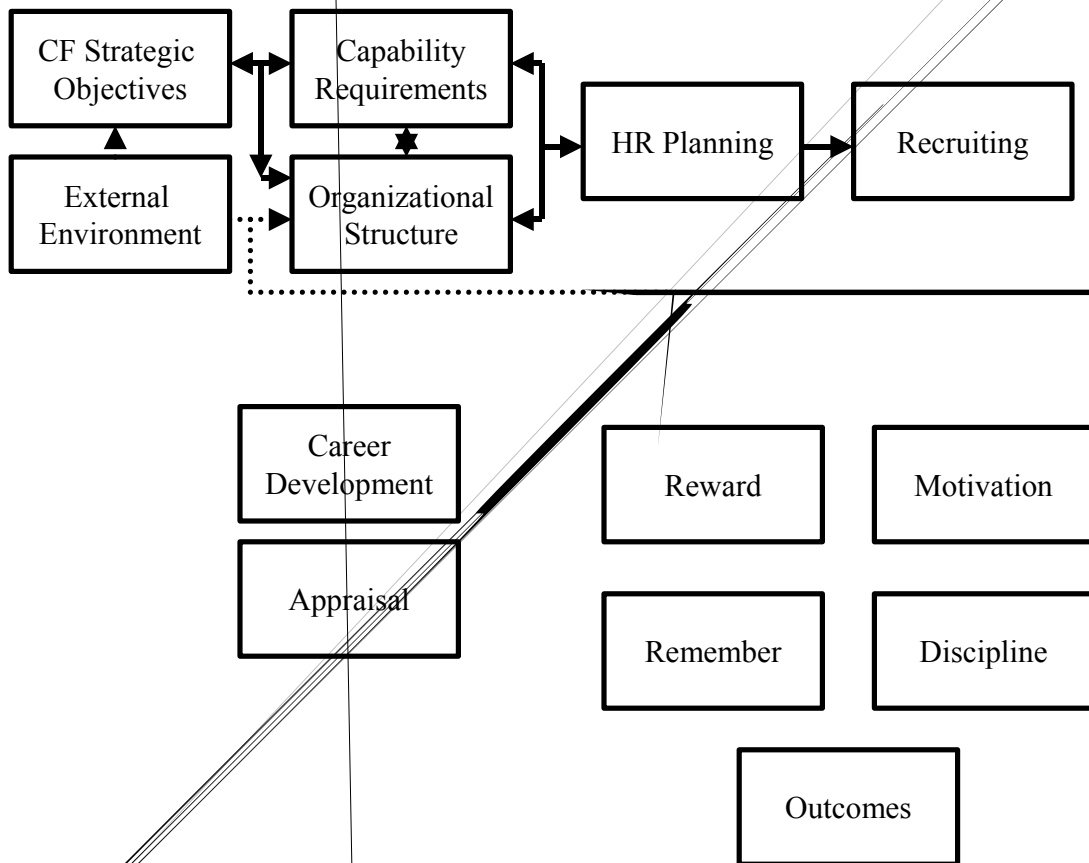 CF Strategic
Objectives
Capability
Requirements
HR Planning
Recruiting
External
Environment
Organizational
Structure
Career
Development
Reward
Motivation
Appraisal
Remember
Discipline
Outcomes